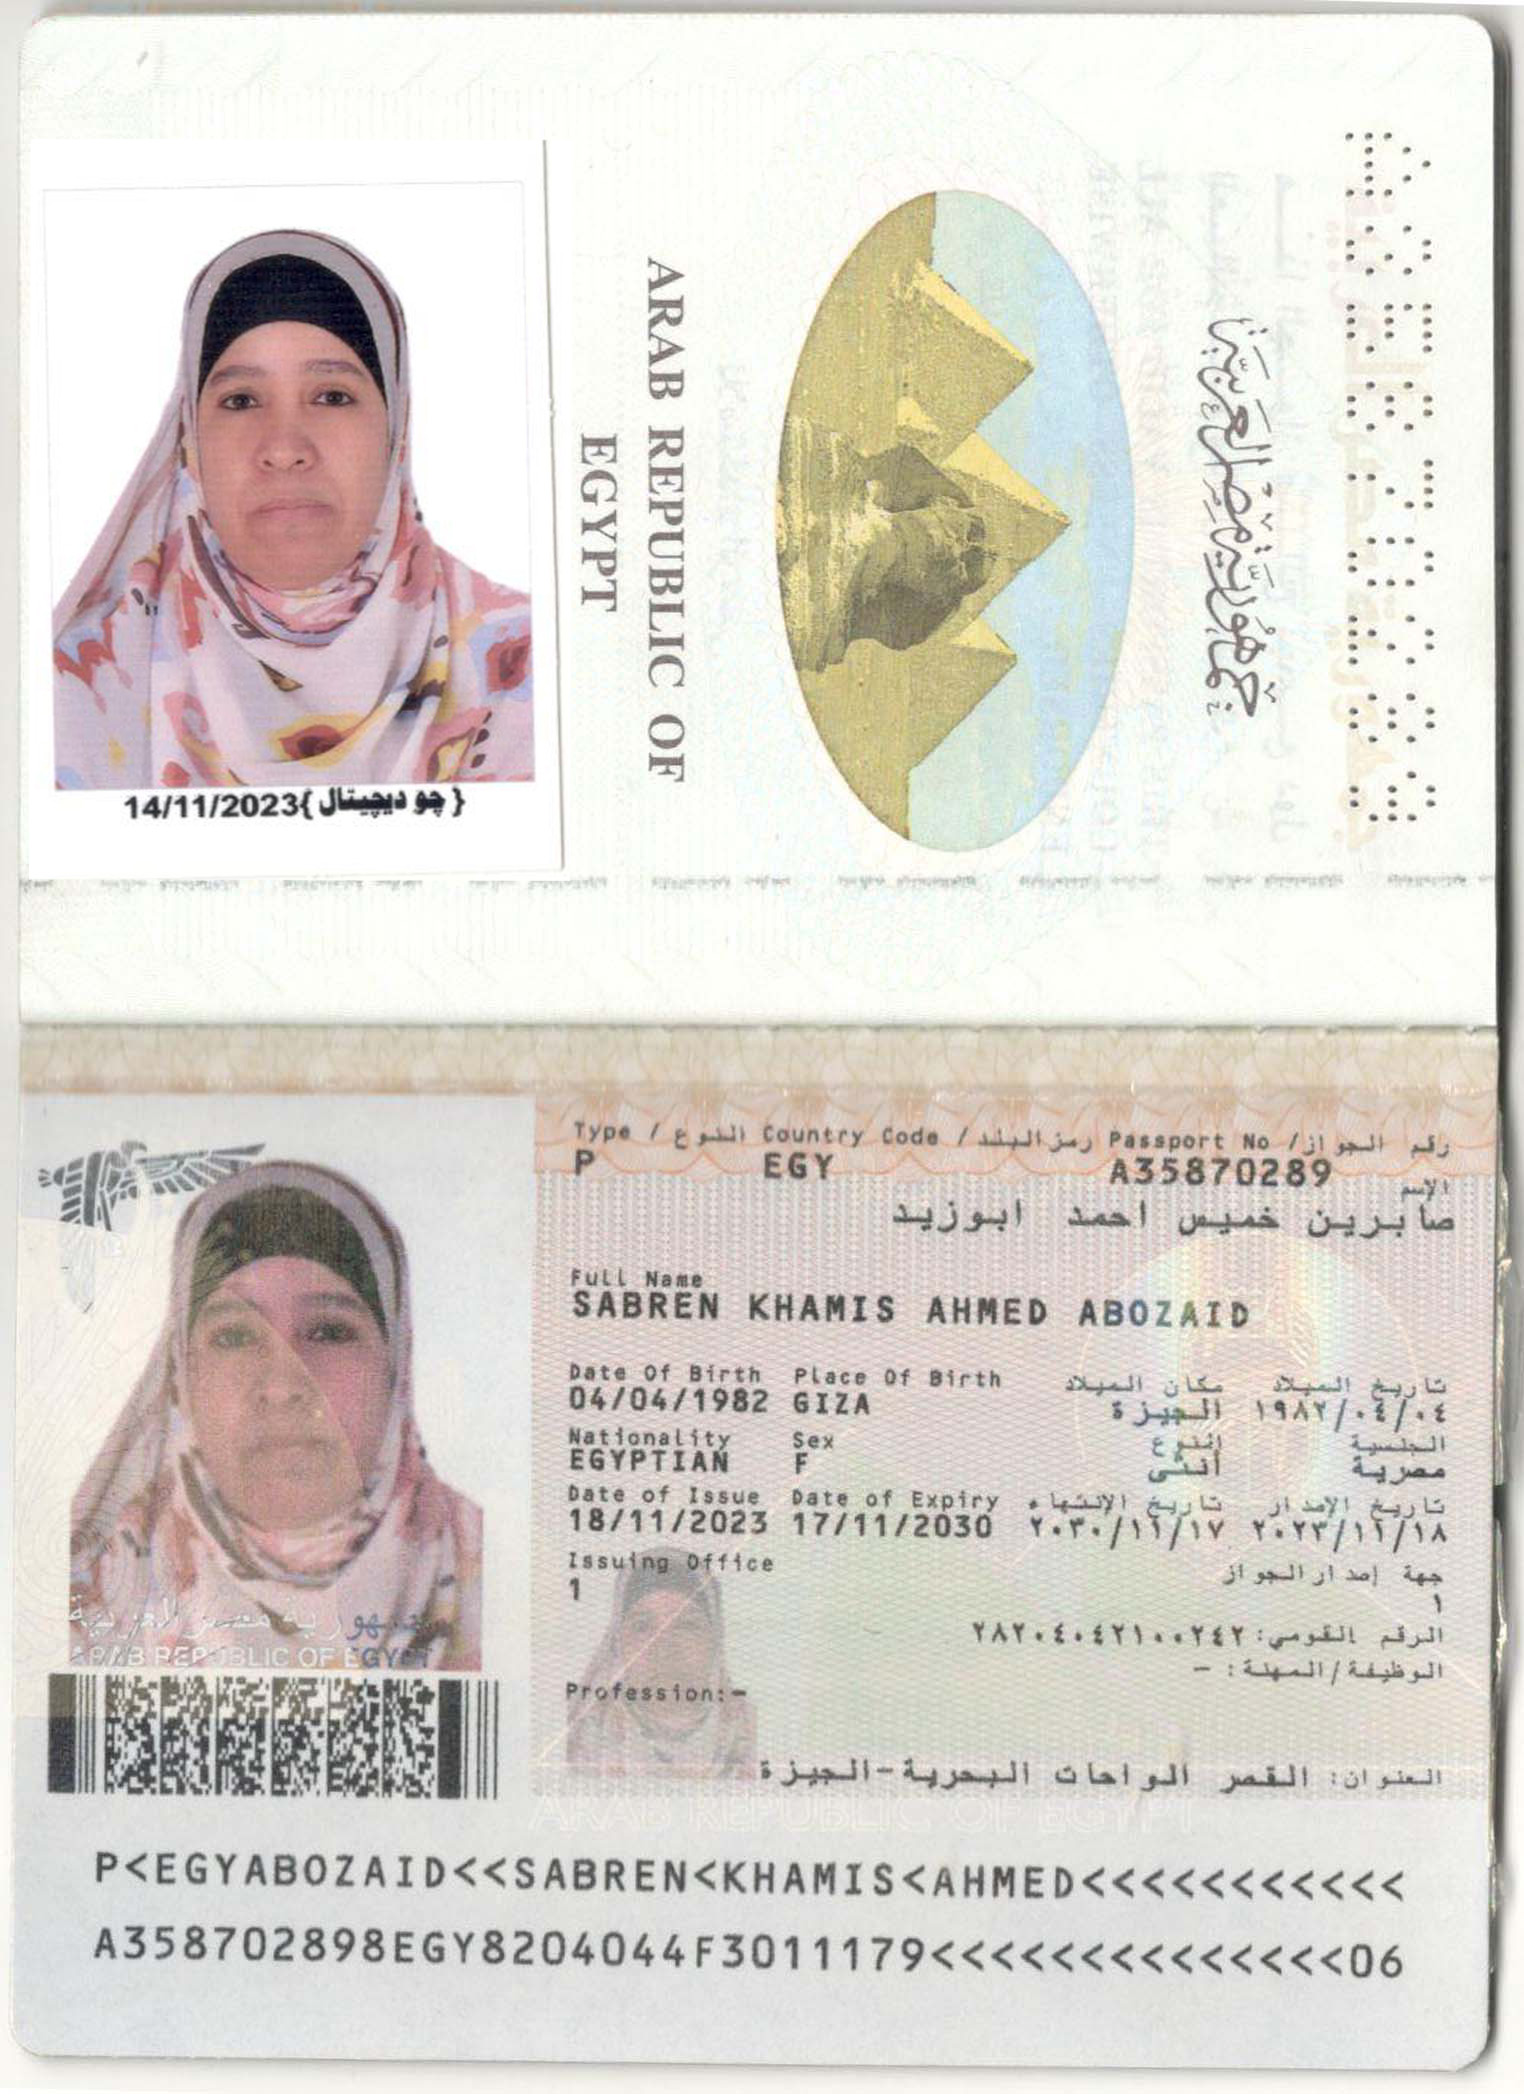 14/11/2023{ چو ديچيتال }
ARAB REPUBLIC OF
EGYPT
جمهورية مصر العربية
A35870289
Type / النوع Country Code / رمز البلد Passport No / رقم الجواز
P EGY A35870289
الإسم
صابرين خميس احمد ابوزيد
Full Name
SABREN KHAMIS AHMED ABOZAID
Date Of Birth Place Of Birth مكان الميلاد تاريخ الميلاد
04/04/1982 GIZA الجيزة ١٩٨٢/٠٤/٠٤
Nationality Sex النوع الجنسية
EGYPTIAN F أنثى مصرية
Date of Issue Date of Expiry تاريخ الإنتهاء تاريخ الإصدار
18/11/2023 17/11/2030 ٢٠٣٠/١١/١٧ ٢٠٢٣/١١/١٨
Issuing Office جهة إصدار الجواز
1 ١
الرقم القومي: ٢٨٢٠٤٠٤٢١٠٠٢٤٢
الوظيفة/المهنة: -
Profession:-
العنوان: القصر الواحات البحرية-الجيزة
جمهورية مصر العربية
ARAB REPUBLIC OF EGYPT
ARAB REPUBLIC OF EGYPT
P<EGYABOZAID<<SABREN<KHAMIS<AHMED<<<<<<<<<<<
A358702898EGY8204044F3011179<<<<<<<<<<<<<<06